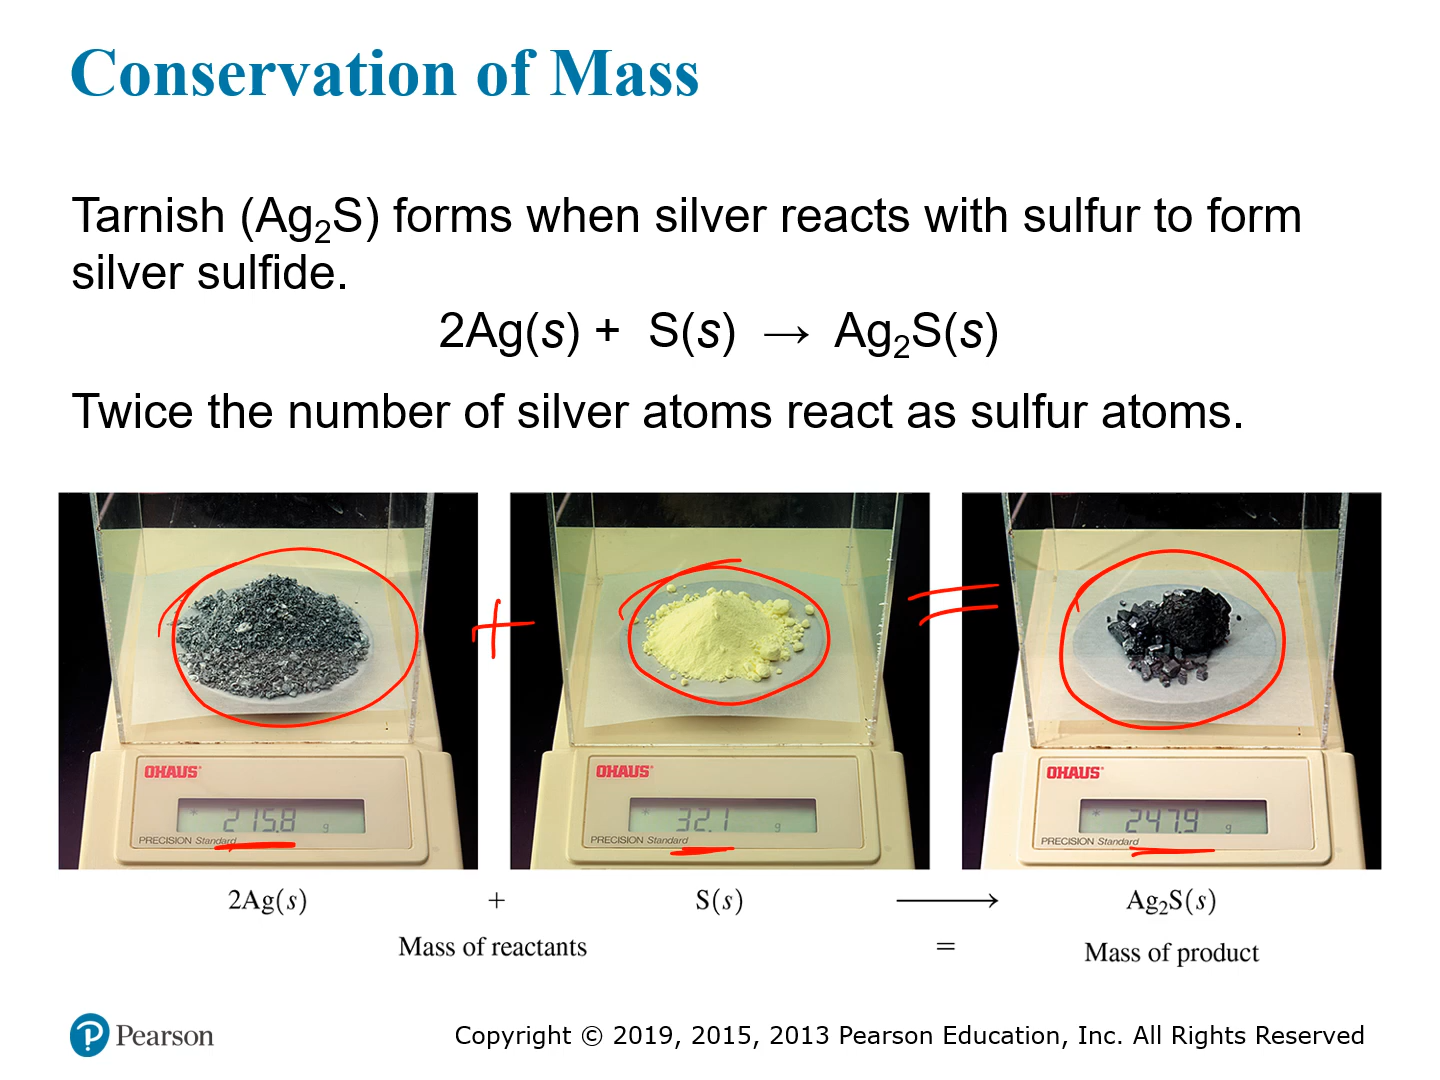 Conservation of Mass
Tarnish (Ag₂S) forms when silver reacts with sulfur to form
silver sulfide.
2Ag(s) + S(s) → Ag₂S(s)
Twice the number of silver atoms react as sulfur atoms.
+ =
OHAUS OHAUS OHAUS
* 215.8 g * 32.1 g * 247.9 g
PRECISION Standard PRECISION Standard PRECISION Standard
2Ag(s) + S(s) ⟶ Ag₂S(s)
Mass of reactants = Mass of product
Pearson Copyright © 2019, 2015, 2013 Pearson Education, Inc. All Rights Reserved